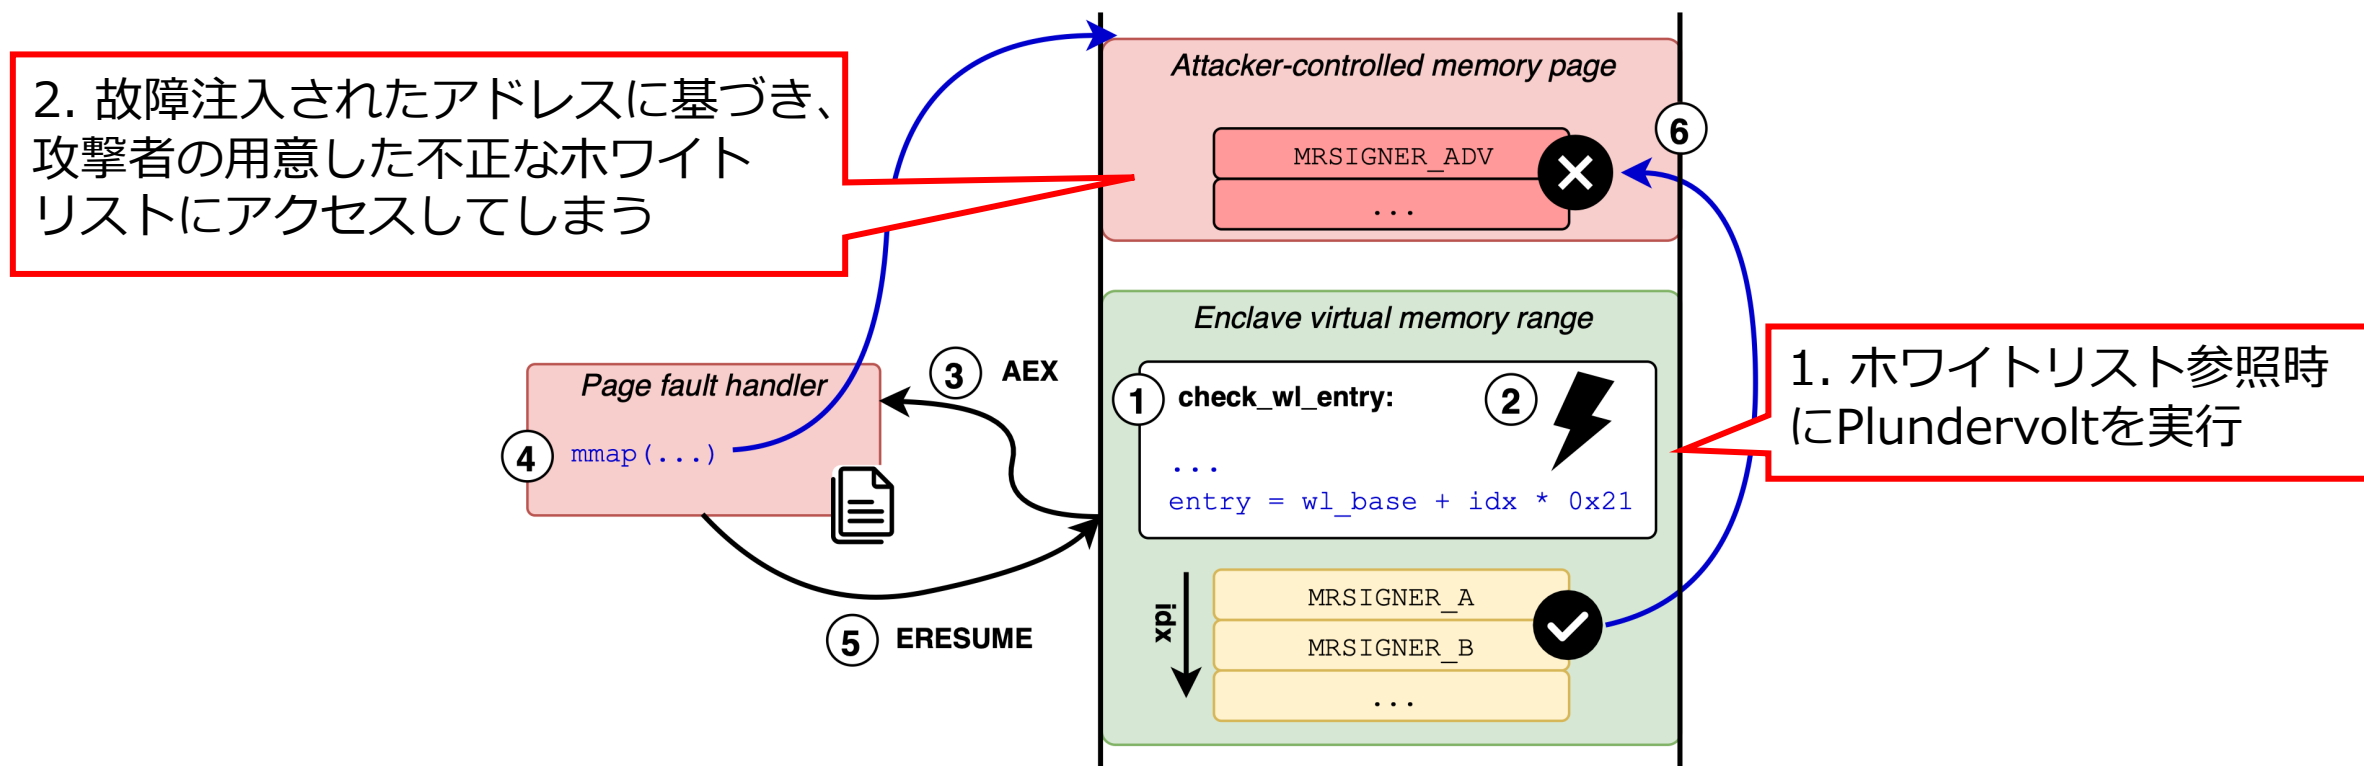 2. 故障注入されたアドレスに基づき、
攻撃者の用意した不正なホワイト
リストにアクセスしてしまう
Attacker-controlled memory page
6
MRSIGNER_ADV
...
Enclave virtual memory range
1
check_wl_entry:
2
...
entry = wl_base + idx * 0x21
idx
MRSIGNER_A
MRSIGNER_B
...
1. ホワイトリスト参照時
にPlundervoltを実行
3
AEX
Page fault handler
4
mmap(...)
5
ERESUME